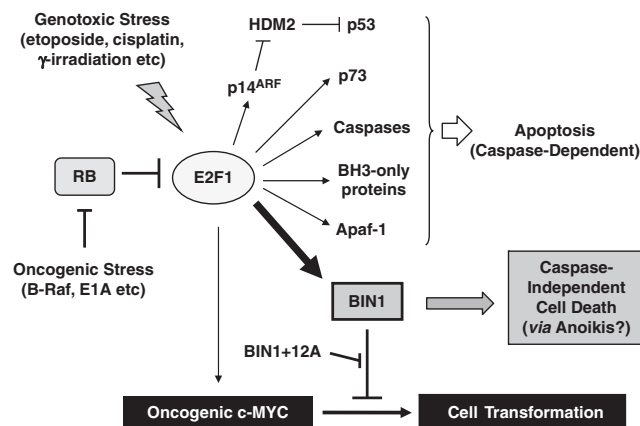 Genotoxic Stress
(etoposide, cisplatin,
γ-irradiation etc)
HDM2
p53
p14ARF
p73
Caspases
Apoptosis
(Caspase-Dependent)
RB
E2F1
BH3-only
proteins
Apaf-1
Oncogenic Stress
(B-Raf, E1A etc)
BIN1
Caspase-
Independent
Cell Death
(via Anoikis?)
BIN1+12A
Oncogenic c-MYC
Cell Transformation